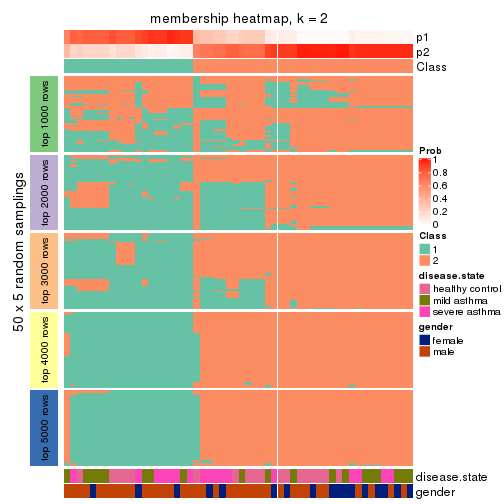 membership heatmap, k = 2
p1
p2
Class
50 x 5 random samplings
top 1000 rows
top 2000 rows
top 3000 rows
top 4000 rows
top 5000 rows
Prob
1
0.8
0.6
0.4
0.2
0
Class
1
2
disease.state
healthy control
mild asthma
severe asthma
gender
female
male
disease.state
gender